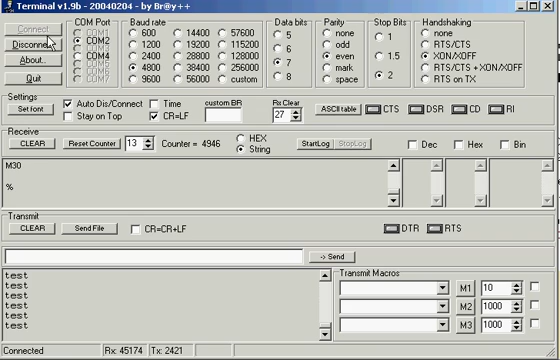 Terminal v1.9b - 20040204 - by Br@y++
Connect
Disconnect
About..
Quit
COM Port
COM1
COM2
COM3
COM4
COM5
COM6
COM7
Baud rate
600 14400 57600
1200 19200 115200
2400 28800 128000
4800 38400 256000
9600 56000 custom
Data bits
5
6
7
8
Parity
none
odd
even
mark
space
Stop Bits
1
1.5
2
Handshaking
none
RTS/CTS
XON/XOFF
RTS/CTS + XON/XOFF
RTS on TX
Settings
Set font
Auto Dis/Connect Time
Stay on Top CR=LF
custom BR
Rx Clear
27
ASCII table
CTS DSR CD RI
Receive
CLEAR Reset Counter 13 Counter = 4946
HEX
String
StartLog StopLog
Dec Hex Bin
M30
%
Transmit
CLEAR Send File CR=CR+LF DTR RTS
-> Send
test
test
test
test
test
test
Transmit Macros
M1 10
M2 1000
M3 1000
Connected Rx: 45174 Tx: 2421